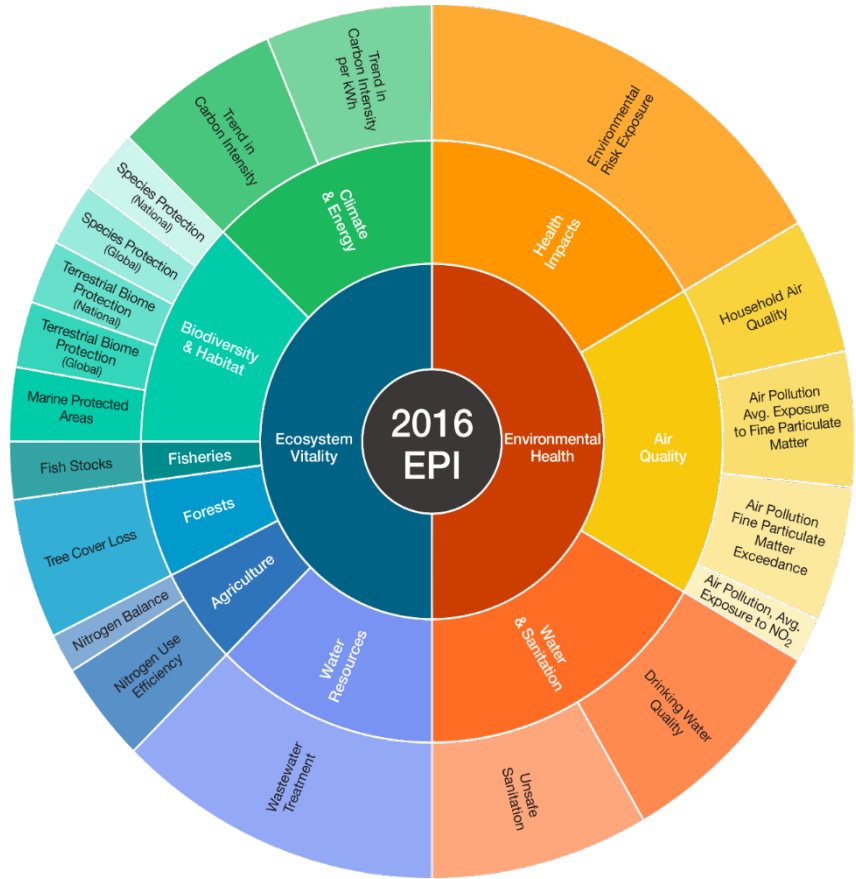 2016
EPI
Environmental
Health
Health
Impacts
Environmental
Risk Exposure
Air
Quality
Household Air
Quality
Air Pollution
Avg. Exposure
to Fine Particulate
Matter
Air Pollution
Fine Particulate
Matter
Exceedance
Air Pollution, Avg.
Exposure to NO₂
Water
& Sanitation
Drinking Water
Quality
Unsafe
Sanitation
Ecosystem
Vitality
Water
Resources
Wastewater
Treatment
Agriculture
Nitrogen Use
Efficiency
Nitrogen Balance
Forests
Tree Cover Loss
Fisheries
Fish Stocks
Biodiversity
& Habitat
Marine Protected
Areas
Terrestrial Biome
Protection
(Global)
Terrestrial Biome
Protection
(National)
Species Protection
(Global)
Species Protection
(National)
Climate
& Energy
Trend in
Carbon Intensity
Trend in
Carbon Intensity
per kWh